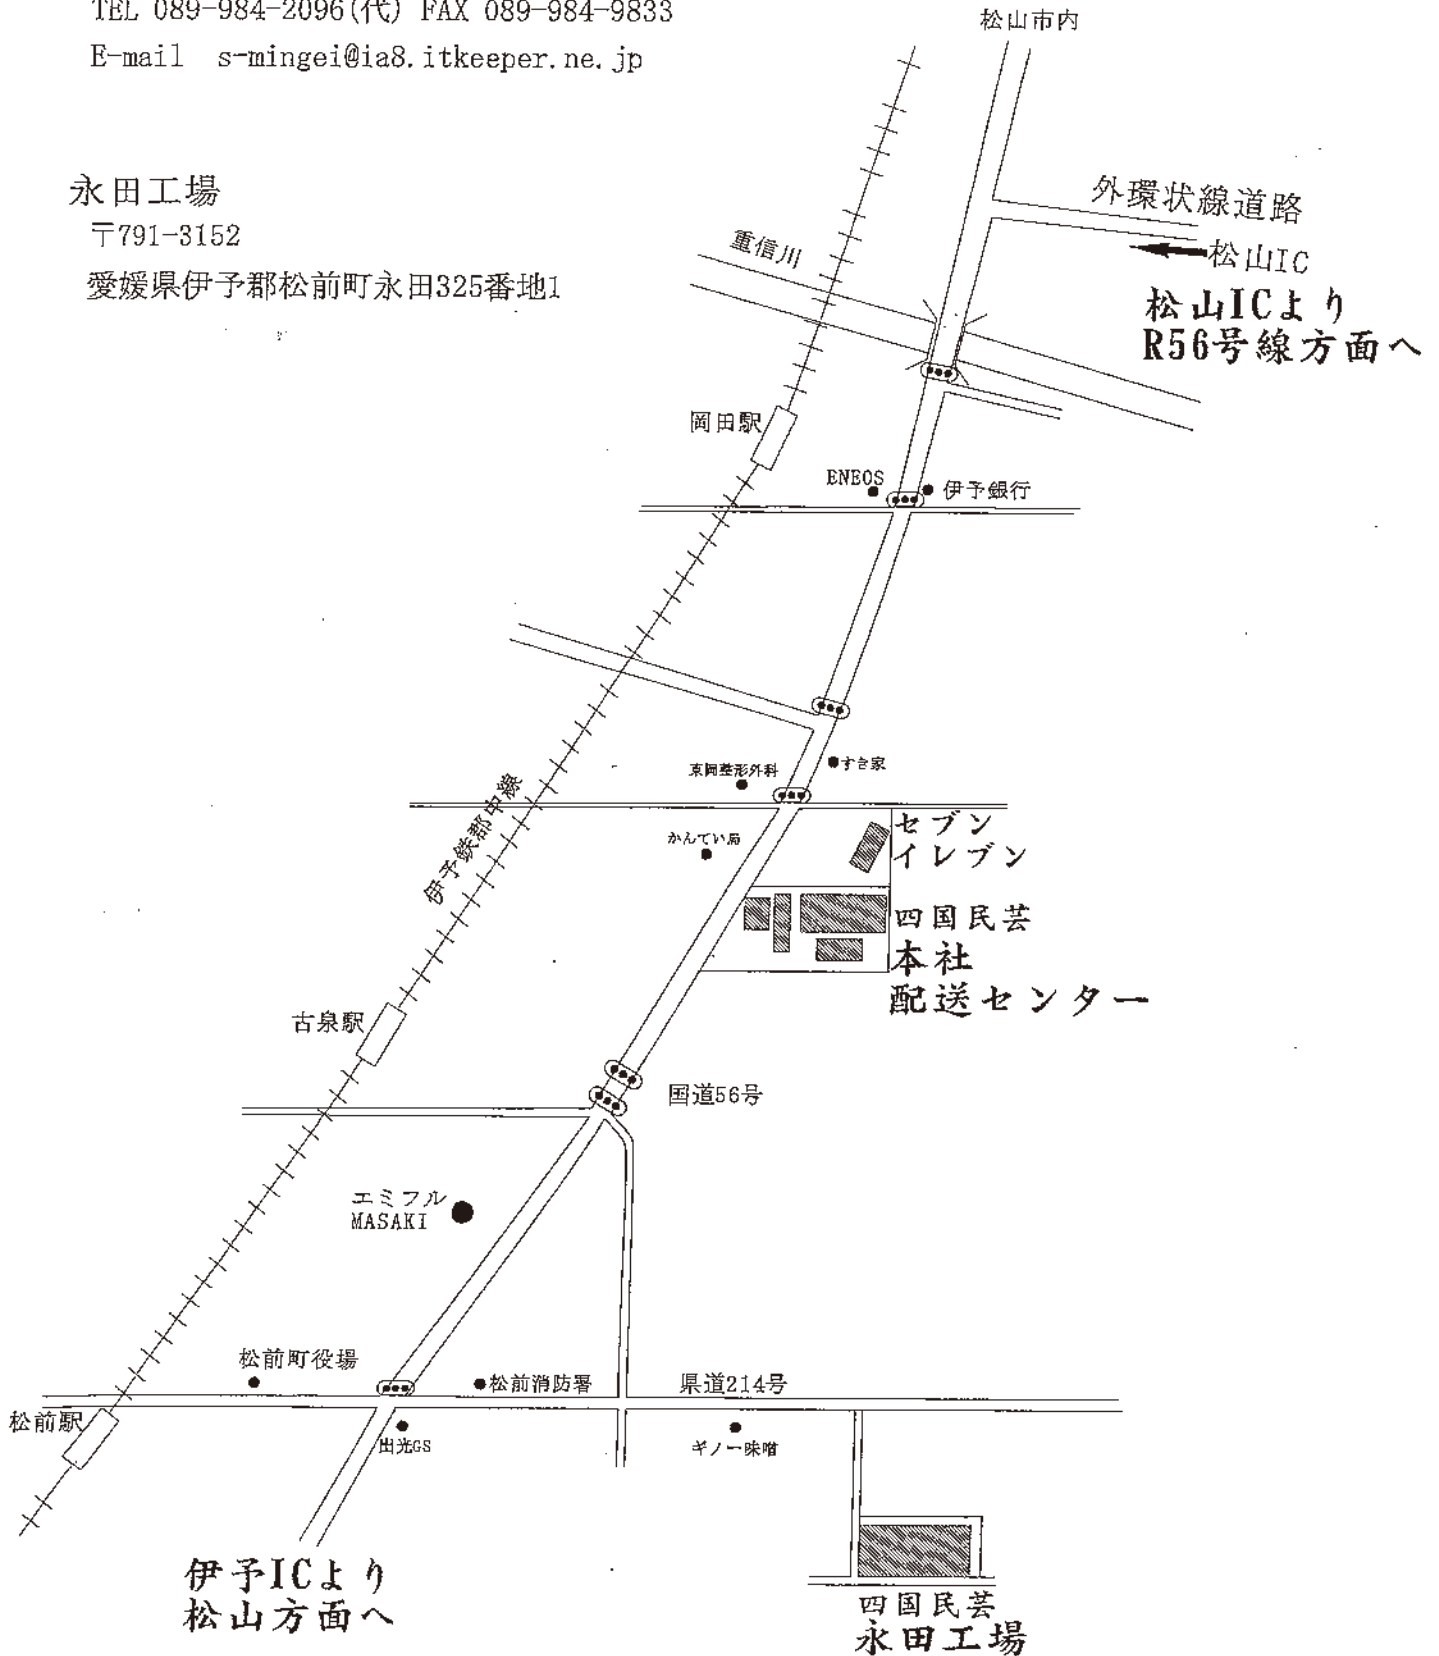 TEL 089-984-2096(代) FAX 089-984-9833
E-mail s-mingei@ia8.itkeeper.ne.jp
松山市内
永田工場
〒791-3152
愛媛県伊予郡松前町永田325番地1
外環状線道路
松山IC
松山ICより
R56号線方面へ
重信川
岡田駅
ENEOS
伊予銀行
すき家
東岡整形外科
かんてい局
セブン
イレブン
伊予鉄郡中線
四国民芸
本社
配送センター
古泉駅
国道56号
エミフル
MASAKI
松前町役場
松前消防署
県道214号
松前駅
出光GS
ギノー味噌
伊予ICより
松山方面へ
四国民芸
永田工場